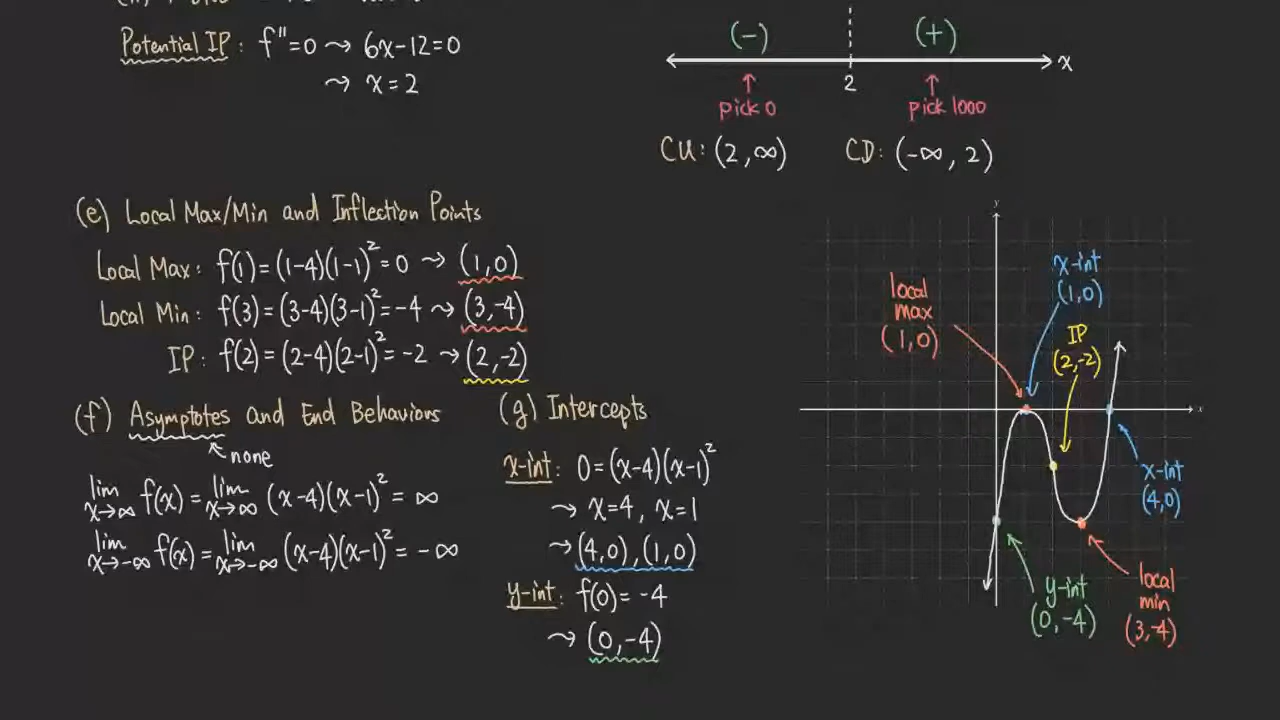 Potential IP: f''=0 ⇝ 6x-12=0
⇝ x=2
(-) (+)
2 x
pick 0 pick 1000
CU: (2,∞) CD: (-∞, 2)
(e) Local Max/Min and Inflection Points
Local Max: f(1)=(1-4)(1-1)²=0 ⇝ (1,0)
Local Min: f(3)=(3-4)(3-1)²=-4 ⇝ (3,-4)
IP: f(2)=(2-4)(2-1)²=-2 ⇝ (2,-2)
(f) Asymptotes and End Behaviors
none
lim x→∞ f(x)= lim x→∞ (x-4)(x-1)² = ∞
lim x→-∞ f(x)= lim x→-∞ (x-4)(x-1)² = -∞
(g) Intercepts
x-int: 0=(x-4)(x-1)²
⇝ x=4, x=1
⇝ (4,0),(1,0)
y-int: f(0)=-4
⇝ (0,-4)
y
x
local
max
(1,0)
x-int
(1,0)
IP
(2,-2)
x-int
(4,0)
y-int
(0,-4)
local
min
(3,-4)